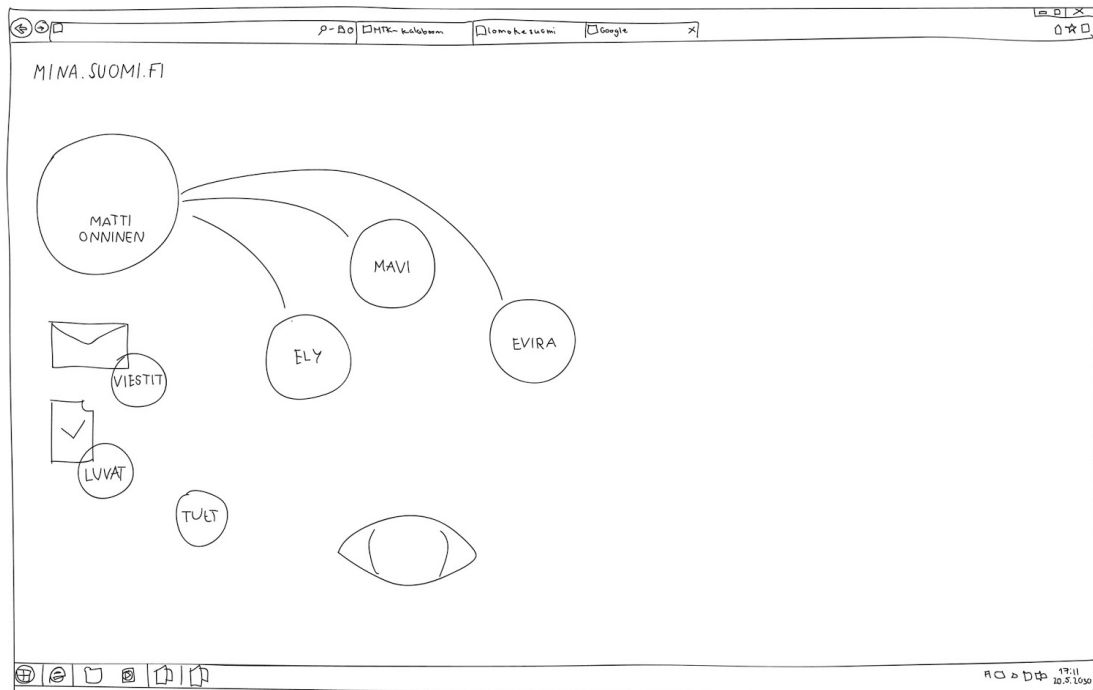 MTK- kalaboom
lomakesuomi
Google
MINA.SUOMI.FI
MATTI
ONNINEN
MAVI
EVIRA
ELY
VIESTIT
LUVAT
TUET
17:11
20.5.2030